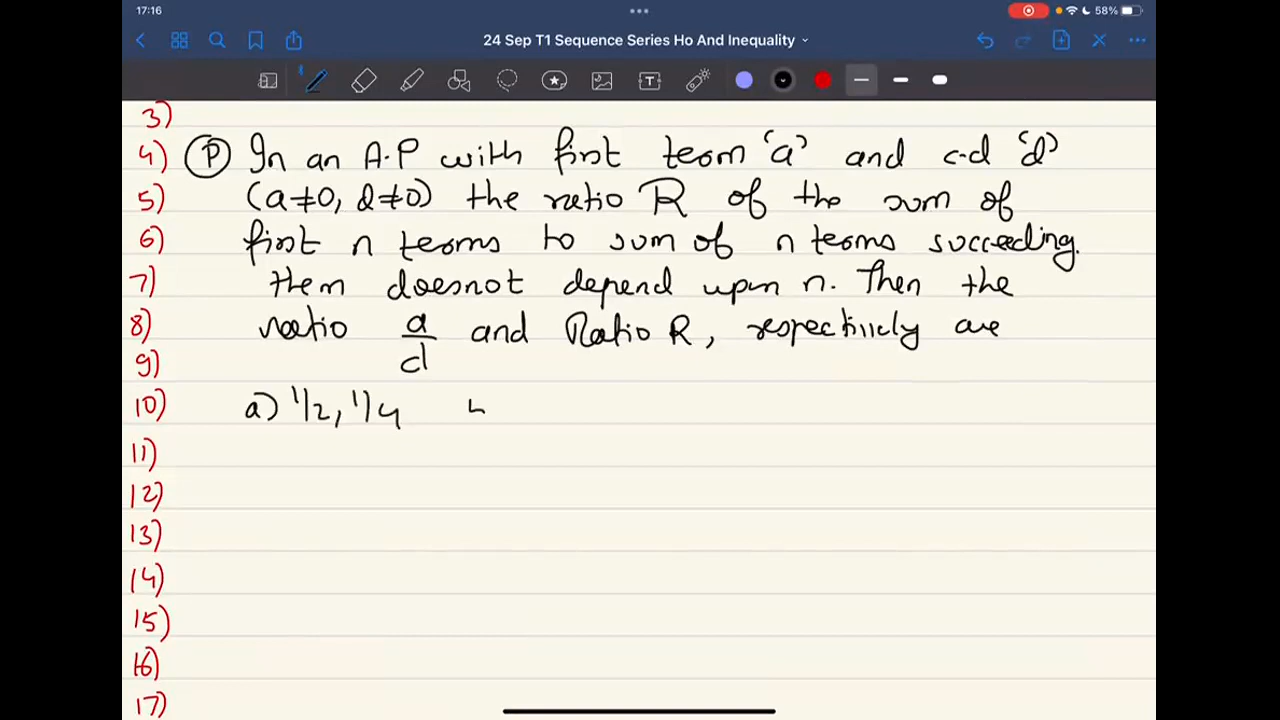 17:16
58%
24 Sep T1 Sequence Series Ho And Inequality
3)
4) (P) In an A.P with first term 'a' and c.d 'd'
5) (a≠0, d≠0) the ratio R of the sum of
6) first n terms to sum of n terms succeeding.
7) them doesnot depend upon n. Then the
8) ratio a/d and Ratio R, respectively are
9)
10) a) 1/2, 1/4
11)
12)
13)
14)
15)
16)
17)